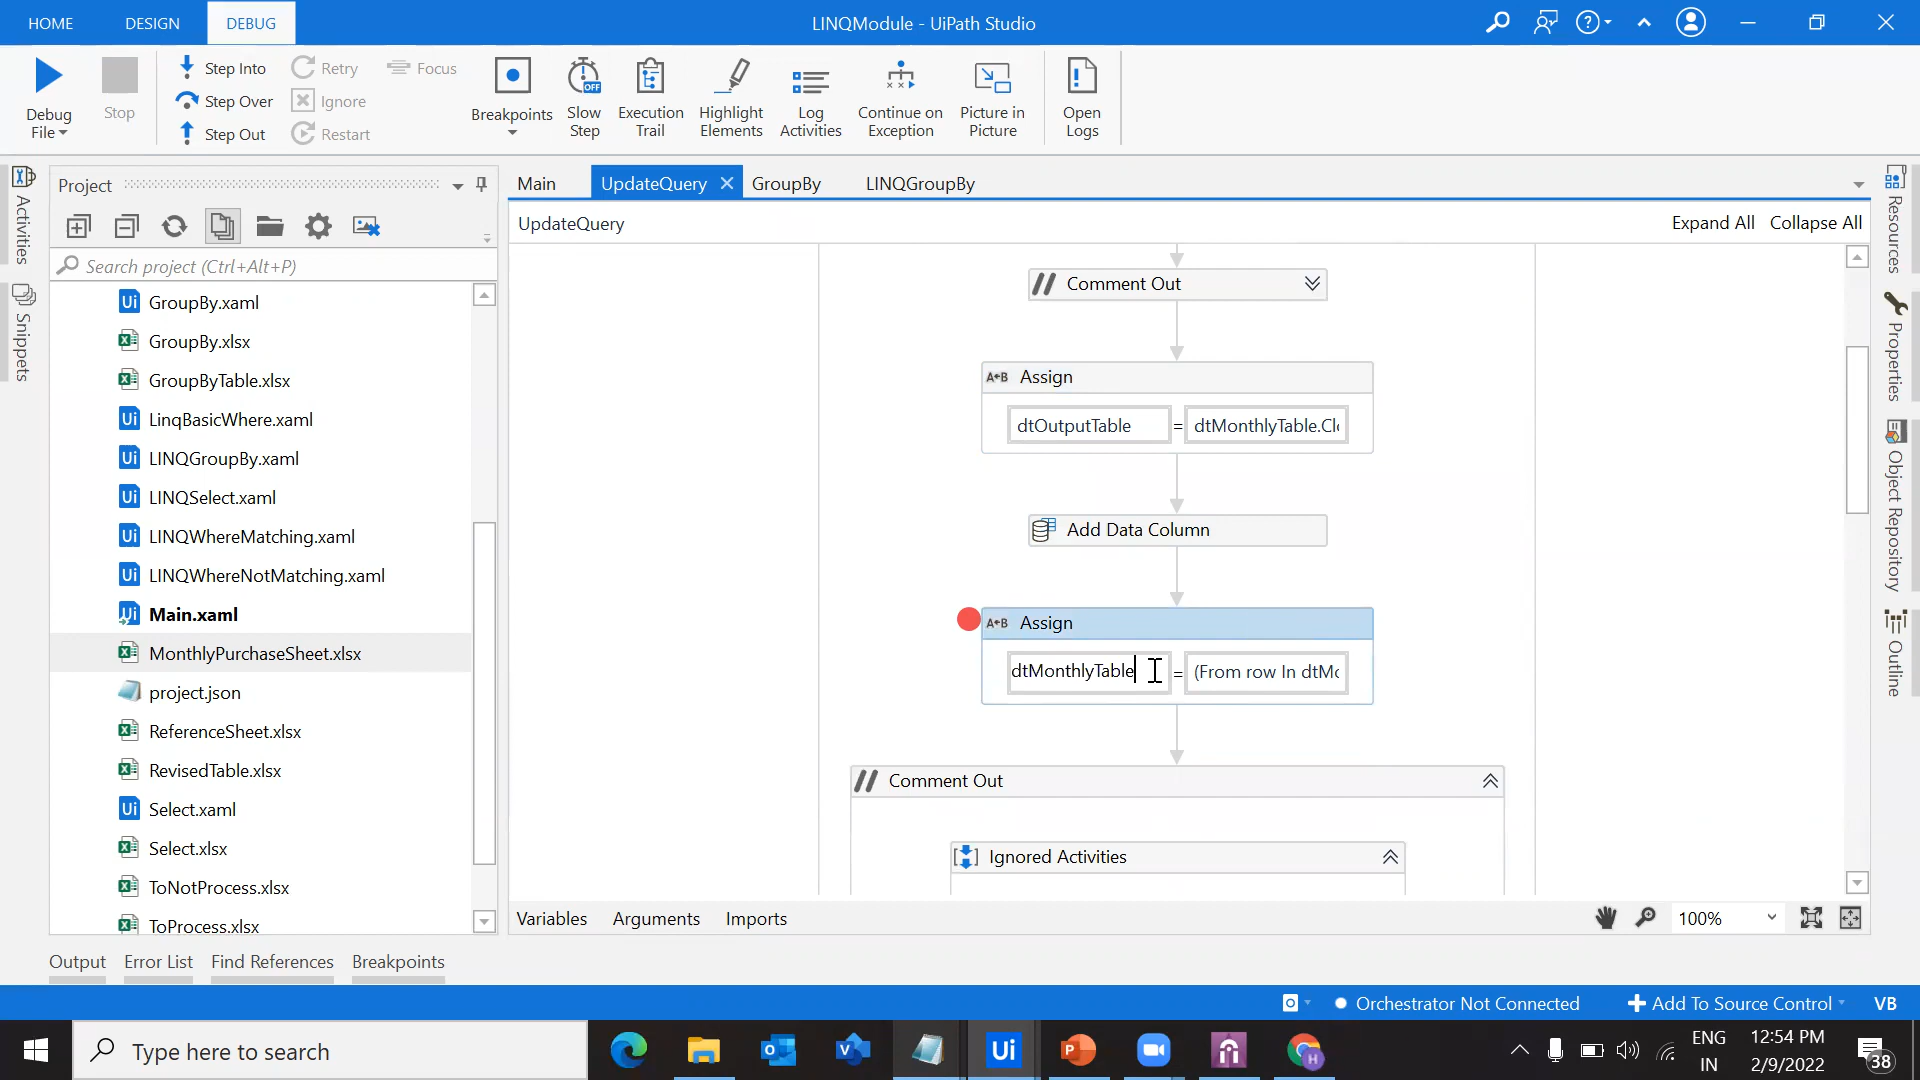 HOME DESIGN DEBUG LINQModule - UiPath Studio
Debug File Stop Step Into Step Over Step Out Retry Ignore Restart Focus Breakpoints Slow Step Execution Trail Highlight Elements Log Activities Continue on Exception Picture in Picture Open Logs
OFF
Activities
Snippets
Project
Search project (Ctrl+Alt+P)
GroupBy.xaml
GroupBy.xlsx
GroupByTable.xlsx
LinqBasicWhere.xaml
LINQGroupBy.xaml
LINQSelect.xaml
LINQWhereMatching.xaml
LINQWhereNotMatching.xaml
Main.xaml
MonthlyPurchaseSheet.xlsx
project.json
ReferenceSheet.xlsx
RevisedTable.xlsx
Select.xaml
Select.xlsx
ToNotProcess.xlsx
ToProcess.xlsx
Main UpdateQuery GroupBy LINQGroupBy
UpdateQuery Expand All Collapse All
// Comment Out
A←B Assign
dtOutputTable = dtMonthlyTable.Cl
Add Data Column
A←B Assign
dtMonthlyTable = (From row In dtMo
// Comment Out
Ignored Activities
Variables Arguments Imports 100%
Resources
Properties
Object Repository
Outline
Output Error List Find References Breakpoints
Orchestrator Not Connected Add To Source Control VB
Type here to search
Ui
ENG IN
12:54 PM
2/9/2022
38